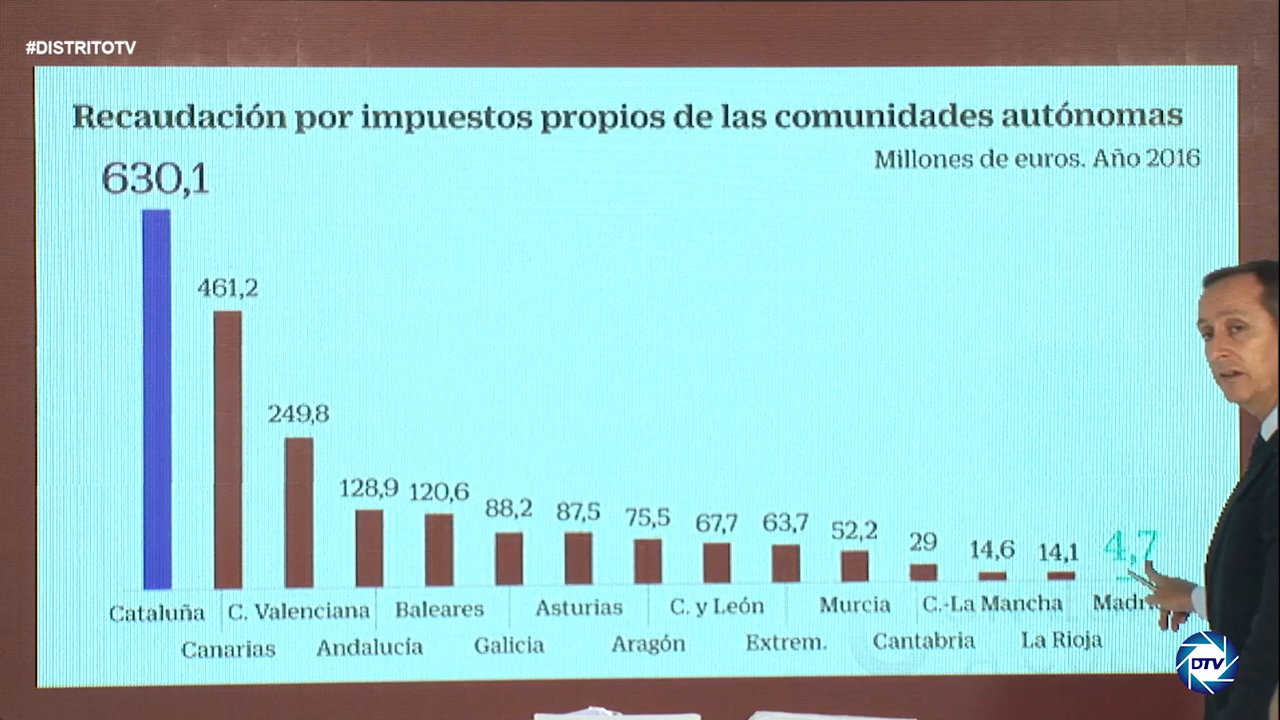 #DISTRITOTV
Recaudación por impuestos propios de las comunidades autónomas
Millones de euros. Año 2016
630,1
461,2
249,8
128,9 120,6 88,2 87,5 75,5 67,7 63,7 52,2 29 14,6 14,1 4,7
Cataluña C. Valenciana Baleares Asturias C. y León Murcia C.-La Mancha
Canarias Andalucía Galicia Aragón Extrem. Cantabria La Rioja
DTV